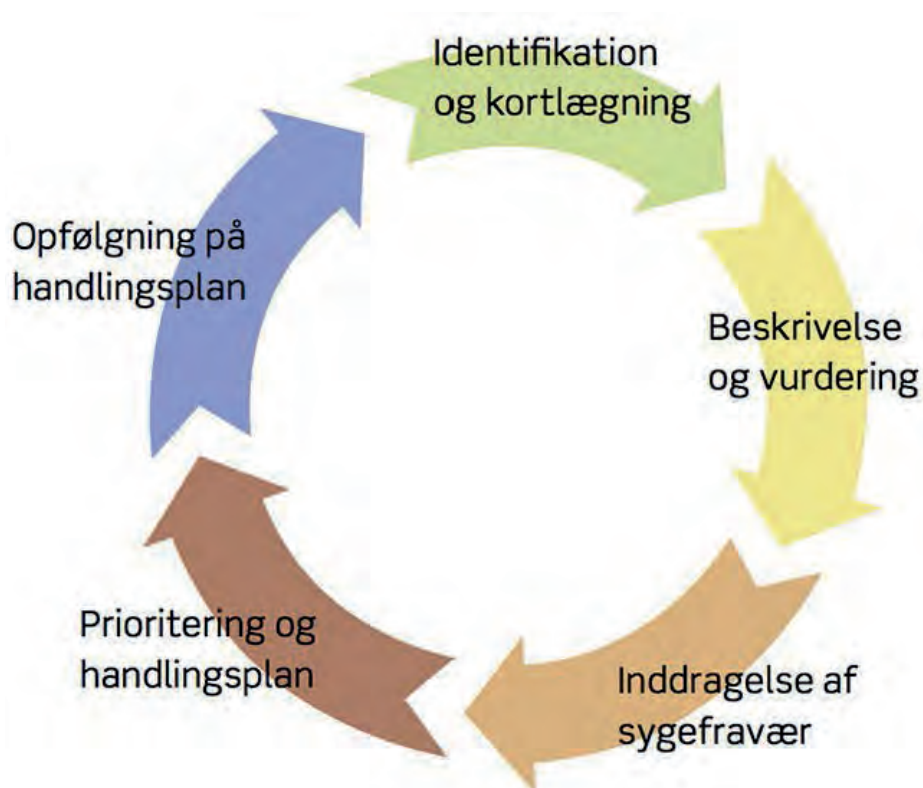 Identifikation
og kortlægning
Beskrivelse
og vurdering
Inddragelse af
sygefravær
Prioritering og
handlingsplan
Opfølgning på
handlingsplan